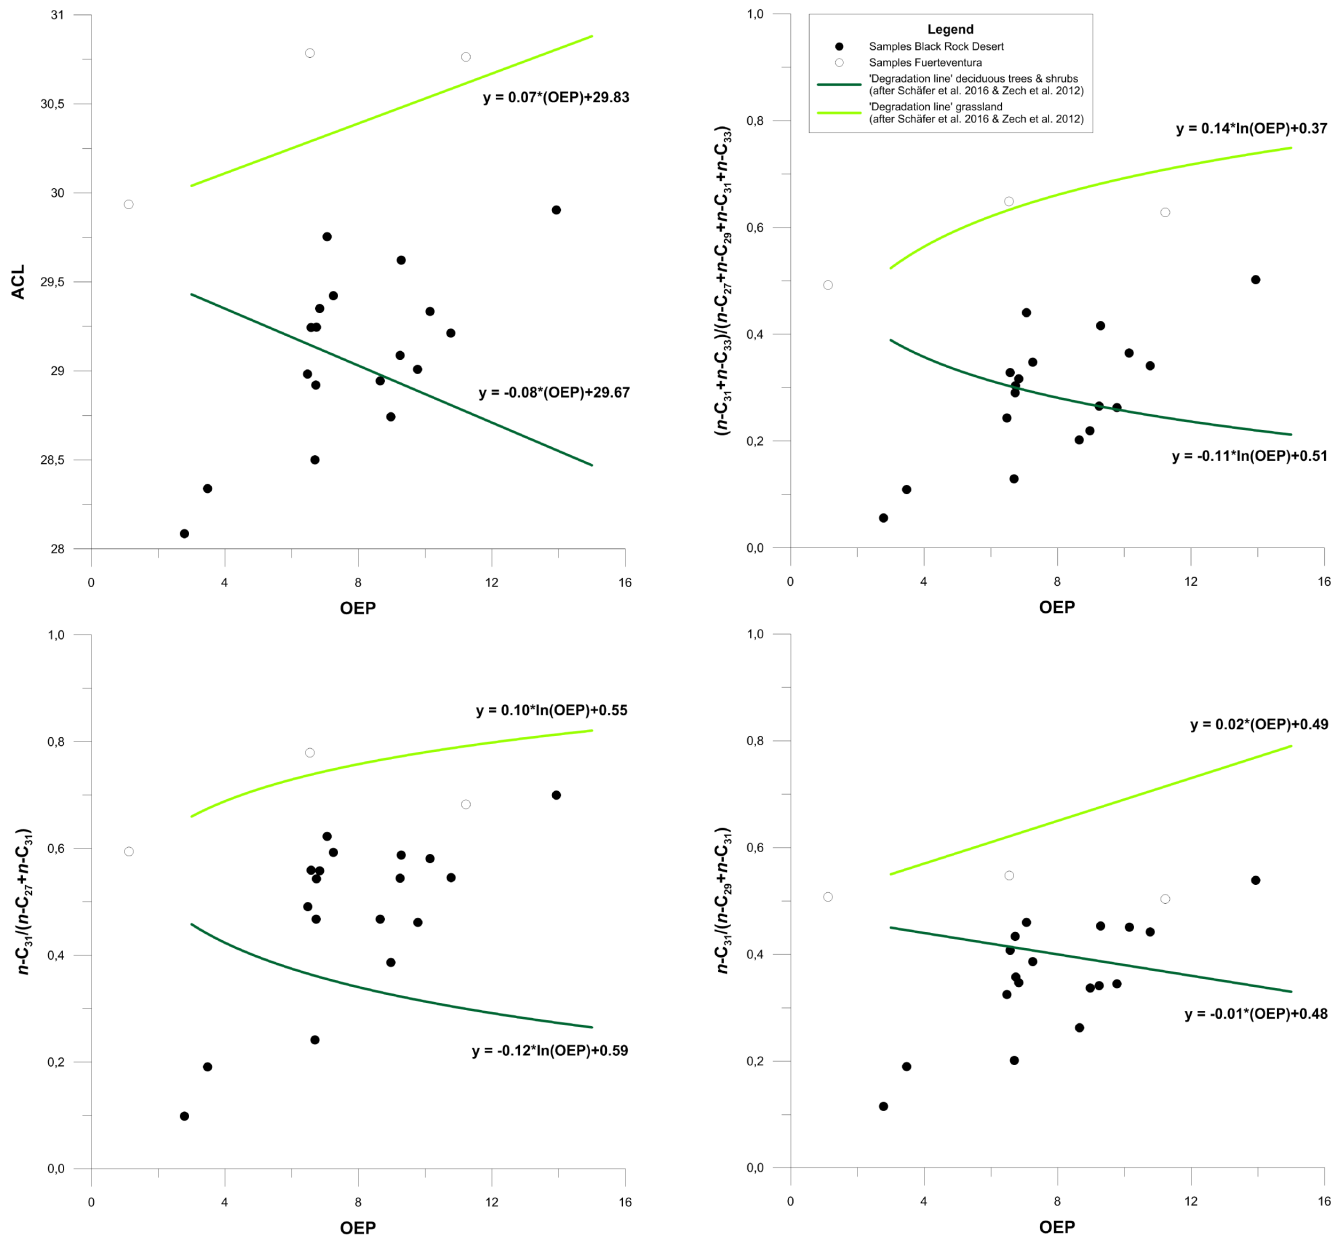 31
30,5
30
29,5
29
28,5
28
ACL
y = 0.07*(OEP)+29.83
y = -0.08*(OEP)+29.67
0 4 8 12 16
OEP
1,0
0,8
0,6
0,4
0,2
0,0
(n-C31+n-C33)/(n-C27+n-C29+n-C31+n-C33)
Legend
Samples Black Rock Desert
Samples Fuerteventura
'Degradation line' deciduous trees & shrubs
(after Schäfer et al. 2016 & Zech et al. 2012)
'Degradation line' grassland
(after Schäfer et al. 2016 & Zech et al. 2012)
y = 0.14*ln(OEP)+0.37
y = -0.11*ln(OEP)+0.51
0 4 8 12 16
OEP
1,0
0,8
0,6
0,4
0,2
0,0
n-C31/(n-C27+n-C31)
y = 0.10*ln(OEP)+0.55
y = -0.12*ln(OEP)+0.59
0 4 8 12 16
OEP
1,0
0,8
0,6
0,4
0,2
0,0
n-C31/(n-C29+n-C31)
y = 0.02*(OEP)+0.49
y = -0.01*(OEP)+0.48
0 4 8 12 16
OEP